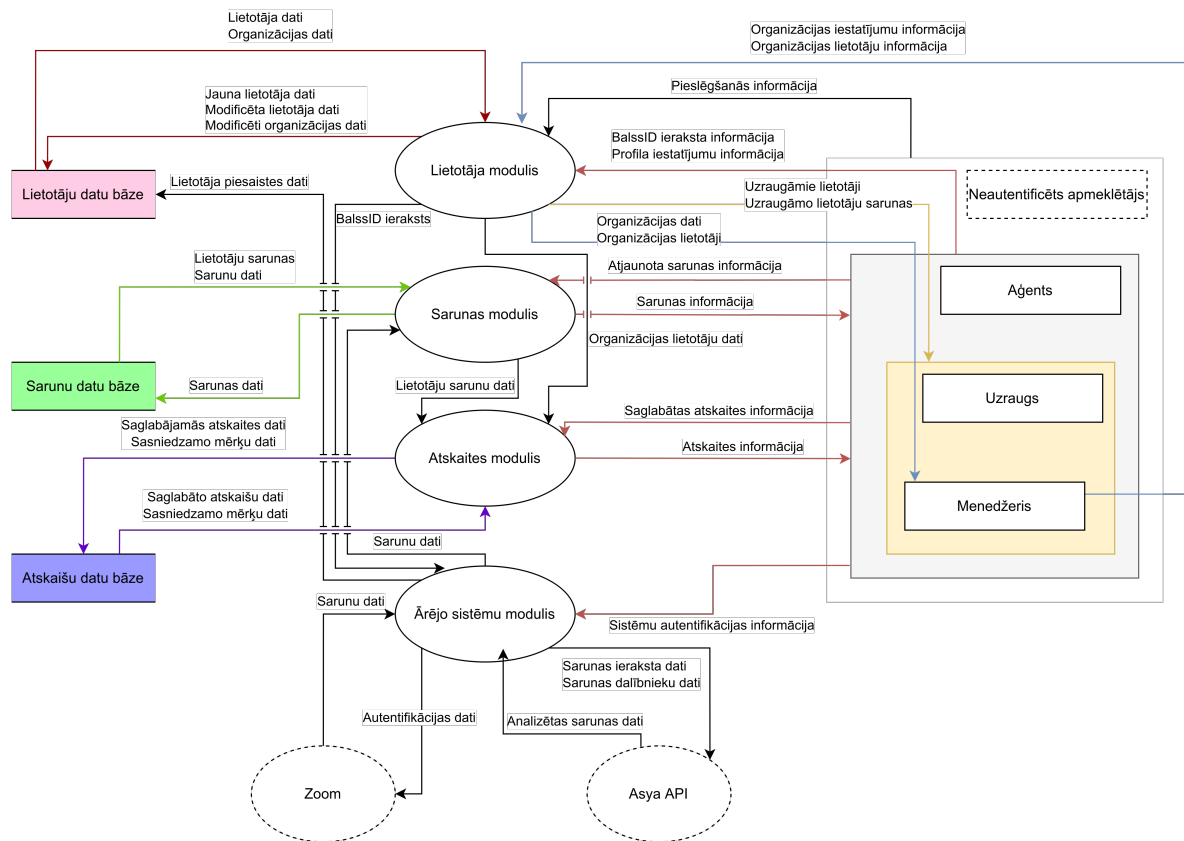 Lietotāja dati
Organizācijas dati
Organizācijas iestatījumu informācija
Organizācijas lietotāju informācija
Pieslēgšanās informācija
Jauna lietotāja dati
Modificēta lietotāja dati
Modificēti organizācijas dati
BalssID ieraksta informācija
Profila iestatījumu informācija
Lietotāja modulis
Lietotāju datu bāze
Lietotāja piesaistes dati
Neautentificēts apmeklētājs
Uzraugāmie lietotāji
Uzraugāmo lietotāju sarunas
BalssID ieraksts
Organizācijas dati
Organizācijas lietotāji
Lietotāju sarunas
Sarunu dati
Atjaunota sarunas informācija
Aģents
Sarunas modulis
Sarunas informācija
Organizācijas lietotāju dati
Sarunu datu bāze
Sarunas dati
Lietotāju sarunu dati
Uzraugs
Saglabājamās atskaites dati
Sasniedzamo mērķu dati
Saglabātas atskaites informācija
Atskaites modulis
Atskaites informācija
Saglabāto atskaišu dati
Sasniedzamo mērķu dati
Menedžeris
Sarunu dati
Atskaišu datu bāze
Sarunu dati
Ārējo sistēmu modulis
Sistēmu autentifikācijas informācija
Sarunas ieraksta dati
Sarunas dalībnieku dati
Autentifikācijas dati
Analizētas sarunas dati
Zoom
Asya API